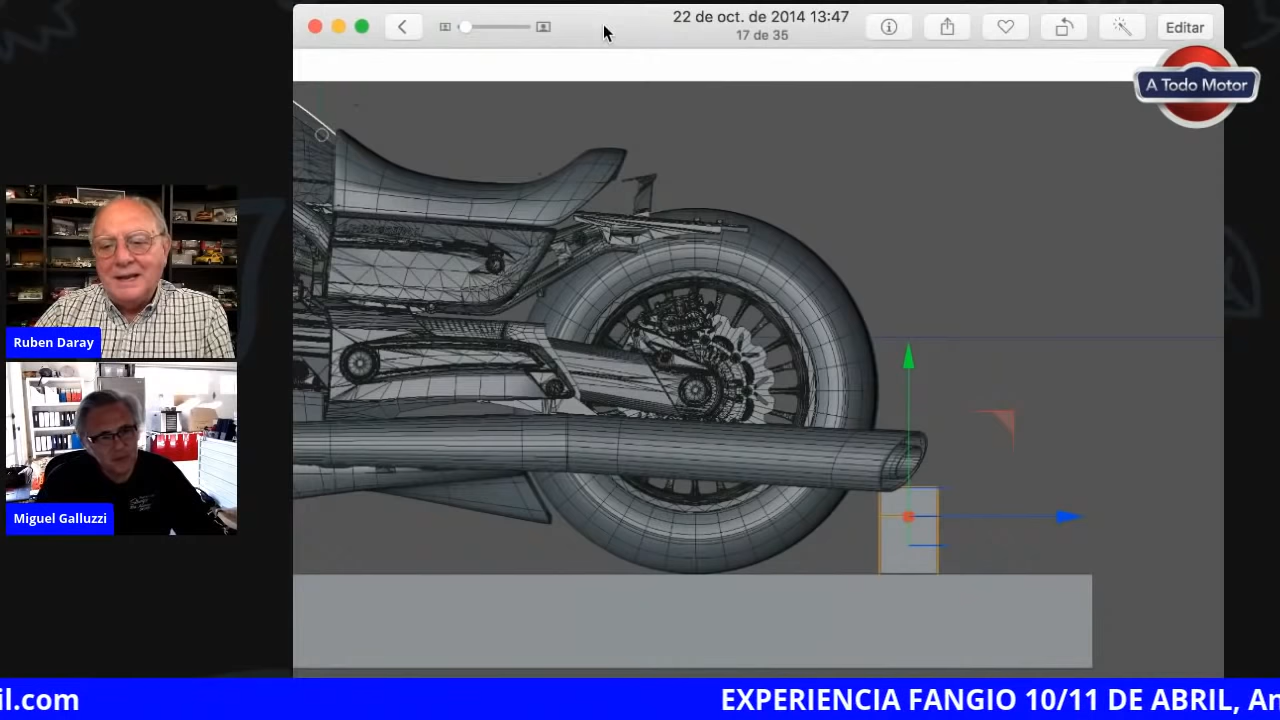 22 de oct. de 2014 13:47
17 de 35
Editar
A Todo Motor
Ruben Daray
Miguel Galluzzi
il.com
EXPERIENCIA FANGIO 10/11 DE ABRIL, An